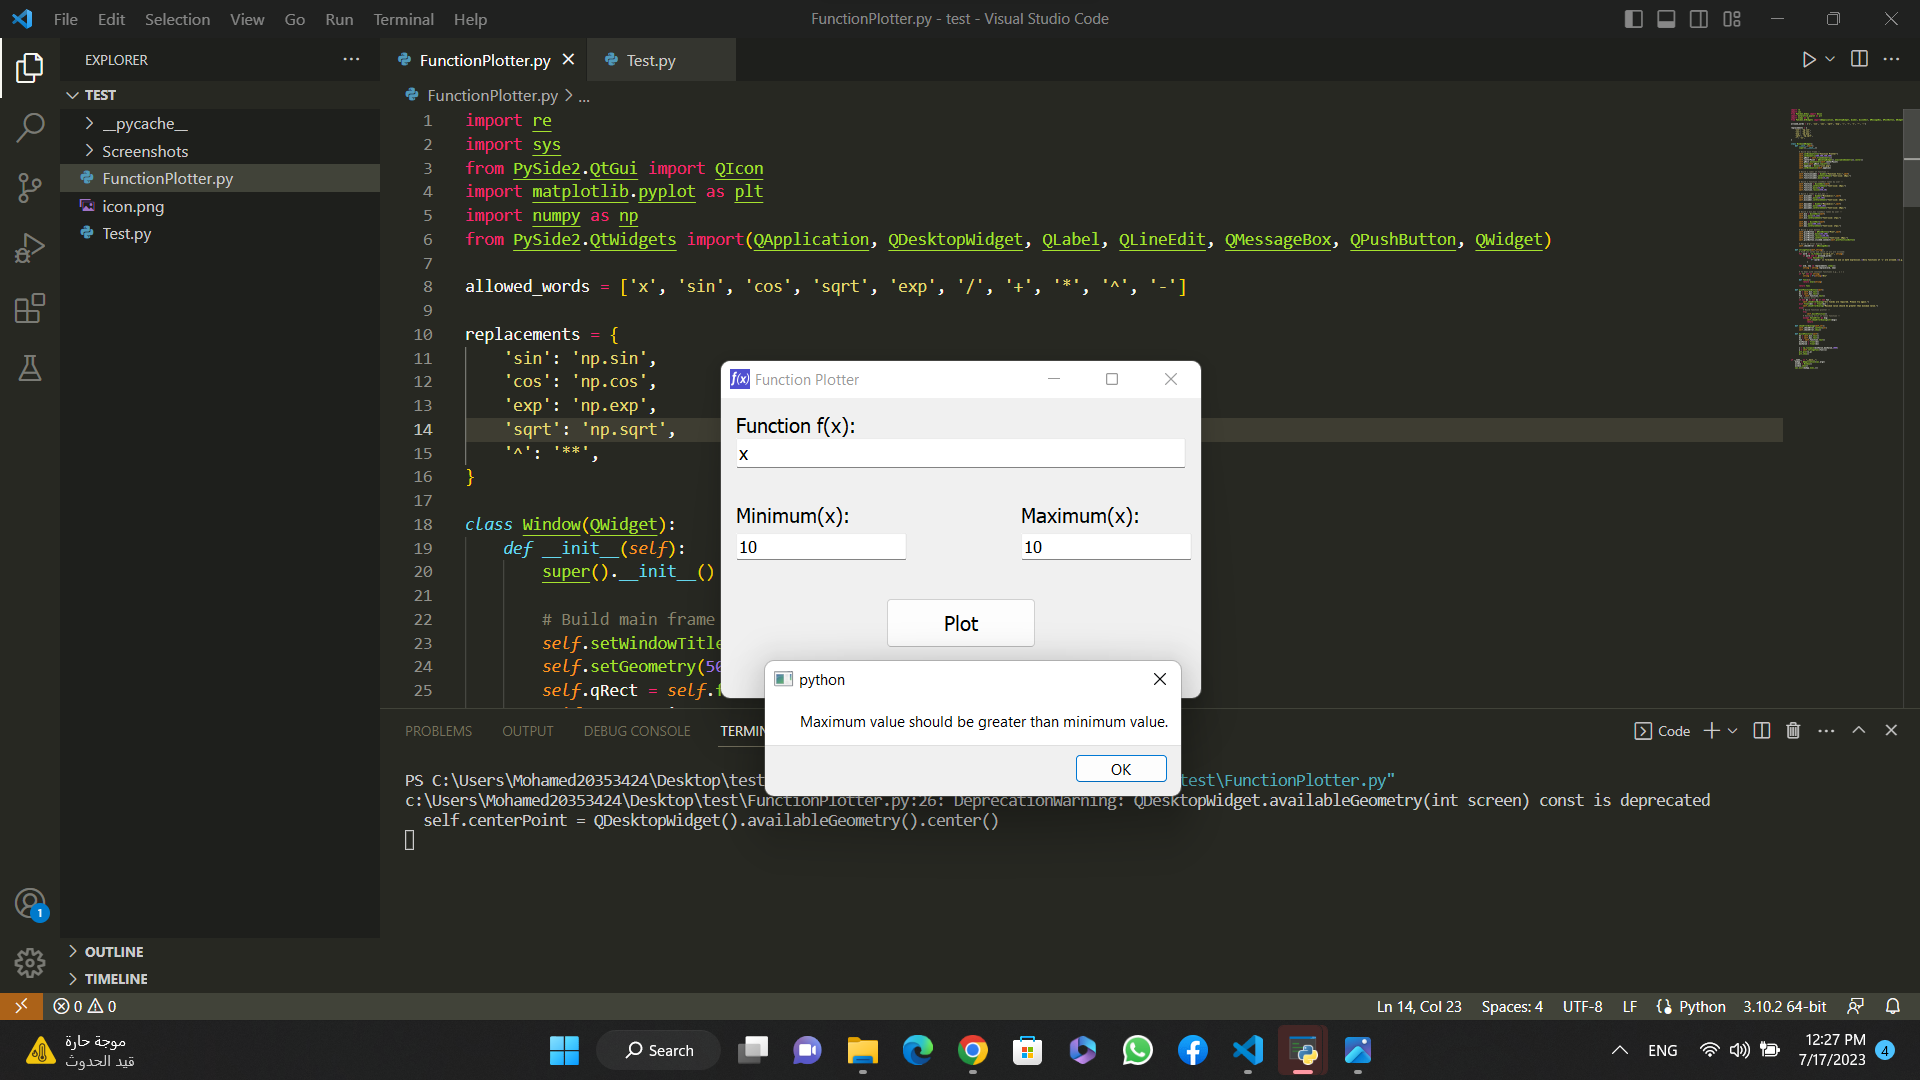 File Edit Selection View Go Run Terminal Help
FunctionPlotter.py - test - Visual Studio Code
EXPLORER
TEST
__pycache__
Screenshots
FunctionPlotter.py
icon.png
Test.py
OUTLINE
TIMELINE
FunctionPlotter.py
Test.py
FunctionPlotter.py > ...
1 import re
2 import sys
3 from PySide2.QtGui import QIcon
4 import matplotlib.pyplot as plt
5 import numpy as np
6 from PySide2.QtWidgets import(QApplication, QDesktopWidget, QLabel, QLineEdit, QMessageBox, QPushButton, QWidget)
7
8 allowed_words = ['x', 'sin', 'cos', 'sqrt', 'exp', '/', '+', '*', '^', '-']
9
10 replacements = {
11 'sin': 'np.sin',
12 'cos': 'np.cos',
13 'exp': 'np.exp',
14 'sqrt': 'np.sqrt',
15 '^': '**',
16 }
17
18 class Window(QWidget):
19 def __init__(self):
20 super().__init__()
21
22 # Build main frame
23 self.setWindowTitle
24 self.setGeometry(50
25 self.qRect = self.f
Function Plotter
Function f(x):
x
Minimum(x): Maximum(x):
10 10
Plot
python
Maximum value should be greater than minimum value.
OK
PROBLEMS OUTPUT DEBUG CONSOLE TERMIN
Code
PS C:\Users\Mohamed20353424\Desktop\test test\FunctionPlotter.py"
c:\Users\Mohamed20353424\Desktop\test\FunctionPlotter.py:26: DeprecationWarning: QDesktopWidget.availableGeometry(int screen) const is deprecated
self.centerPoint = QDesktopWidget().availableGeometry().center()
1
0 0
Ln 14, Col 23 Spaces: 4 UTF-8 LF Python 3.10.2 64-bit
موجة حارة
قيد الحدوث
Search
ENG
12:27 PM
7/17/2023
4